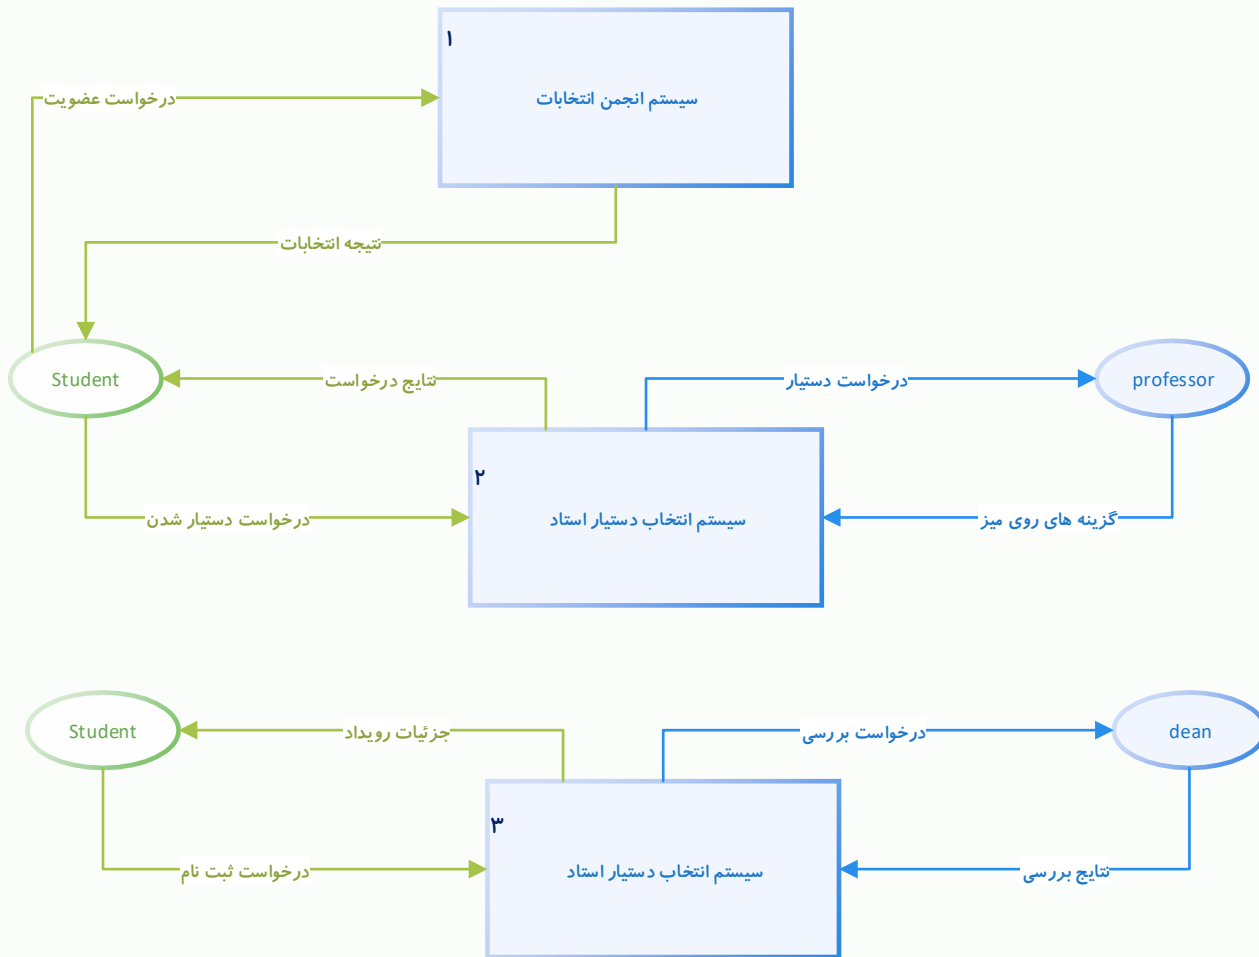 ۱
درخواست عضویت
سیستم انجمن انتخابات
نتیجه انتخابات
Student
نتایج درخواست
درخواست دستیار
professor
۲
درخواست دستیار شدن
سیستم انتخاب دستیار استاد
گزینه های روی میز
Student
جزئیات رویداد
درخواست بررسی
dean
۳
درخواست ثبت نام
سیستم انتخاب دستیار استاد
نتایج بررسی